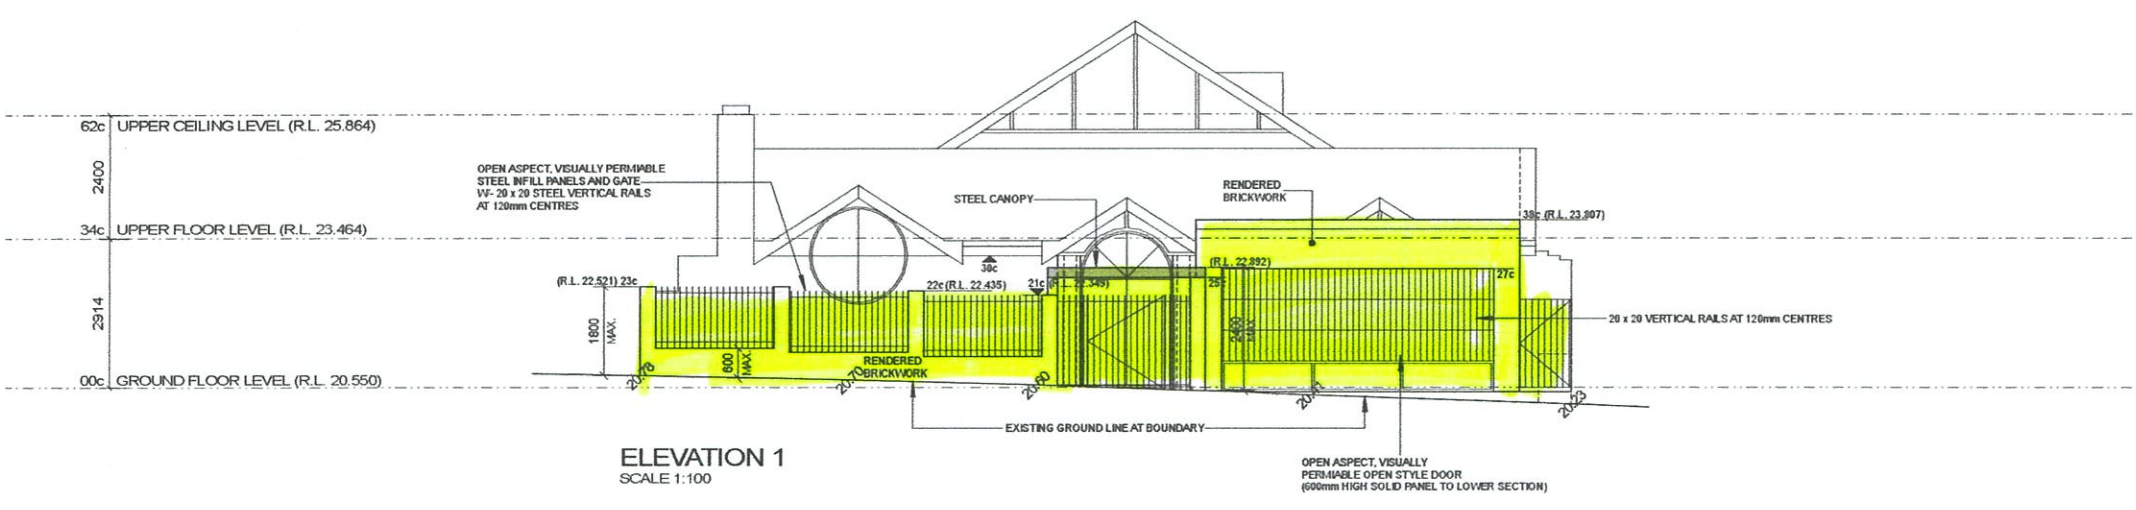 62c UPPER CEILING LEVEL (R.L. 25.864)
2400
34c UPPER FLOOR LEVEL (R.L. 23.464)
2914
00c GROUND FLOOR LEVEL (R.L. 20.550)
OPEN ASPECT, VISUALLY PERMIABLE
STEEL INFILL PANELS AND GATE
W- 20 x 20 STEEL VERTICAL RAILS
AT 120mm CENTRES
STEEL CANOPY
RENDERED
BRICKWORK
38c (R.L. 23.807)
30c
(R.L. 22.521) 23c
22c (R.L. 22.435)
21c (R.L. 22.349)
(R.L. 22.892)
27c
1800
MAX.
600
MAX.
2400
MAX
RENDERED
BRICKWORK
20 x 20 VERTICAL RAILS AT 120mm CENTRES
20.78
20.70
20.60
20.23
EXISTING GROUND LINE AT BOUNDARY
ELEVATION 1
SCALE 1:100
OPEN ASPECT, VISUALLY
PERMIABLE OPEN STYLE DOOR
(600mm HIGH SOLID PANEL TO LOWER SECTION)